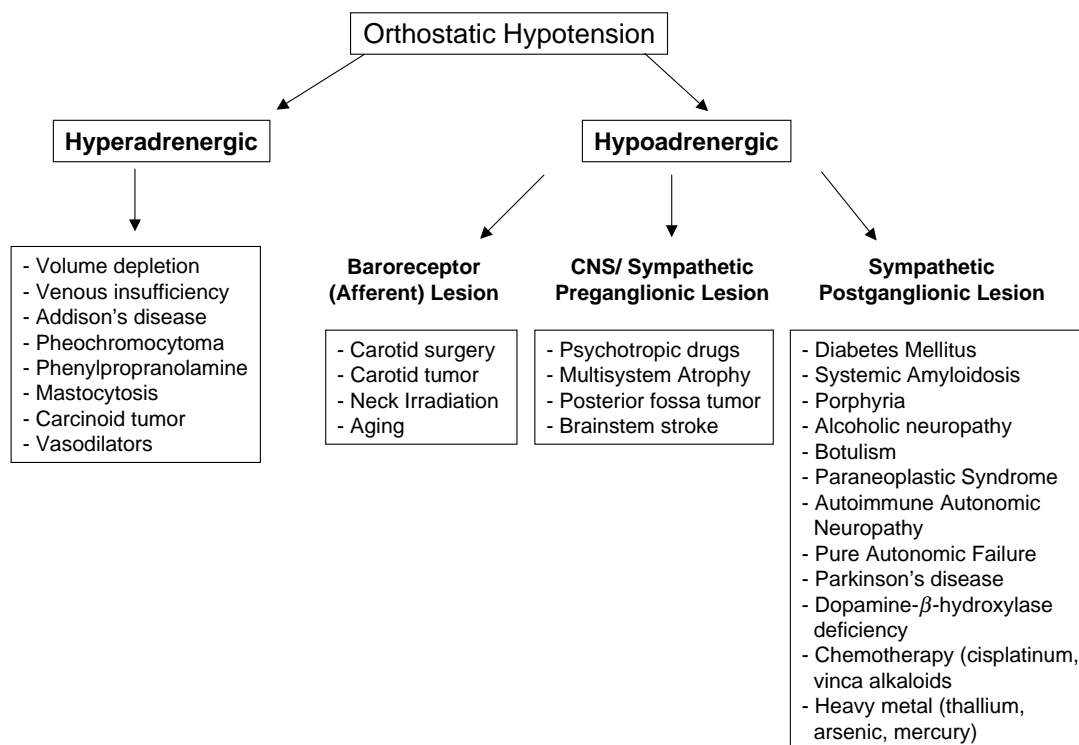 Orthostatic Hypotension
Hyperadrenergic
Hypoadrenergic
- Volume depletion
- Venous insufficiency
- Addison's disease
- Pheochromocytoma
- Phenylpropranolamine
- Mastocytosis
- Carcinoid tumor
- Vasodilators
Baroreceptor
(Afferent) Lesion
- Carotid surgery
- Carotid tumor
- Neck Irradiation
- Aging
CNS/ Sympathetic
Preganglionic Lesion
- Psychotropic drugs
- Multisystem Atrophy
- Posterior fossa tumor
- Brainstem stroke
Sympathetic
Postganglionic Lesion
- Diabetes Mellitus
- Systemic Amyloidosis
- Porphyria
- Alcoholic neuropathy
- Botulism
- Paraneoplastic Syndrome
- Autoimmune Autonomic
Neuropathy
- Pure Autonomic Failure
- Parkinson's disease
- Dopamine-β-hydroxylase
deficiency
- Chemotherapy (cisplatinum,
vinca alkaloids
- Heavy metal (thallium,
arsenic, mercury)